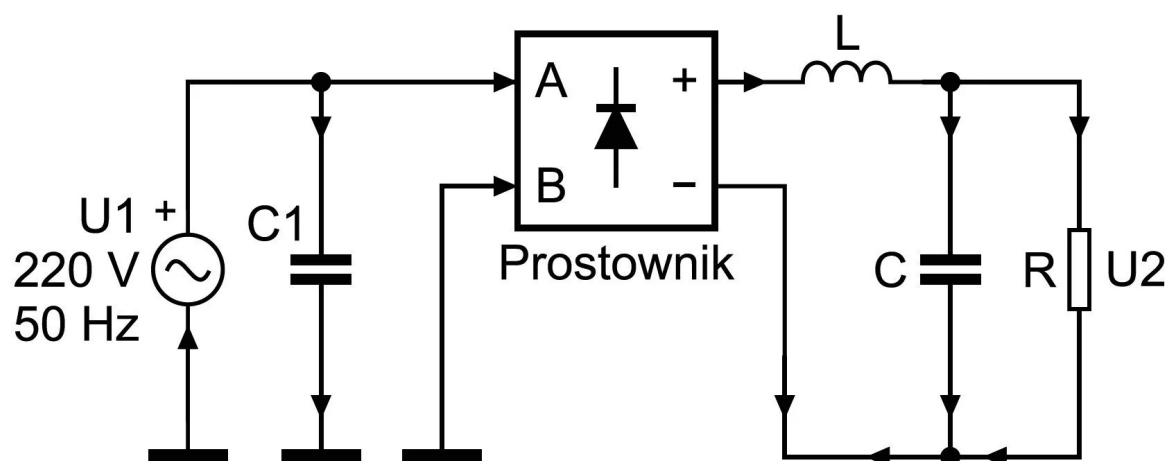 L
A +
B −
U1 +
220 V
50 Hz
C1
Prostownik
C
R
U2